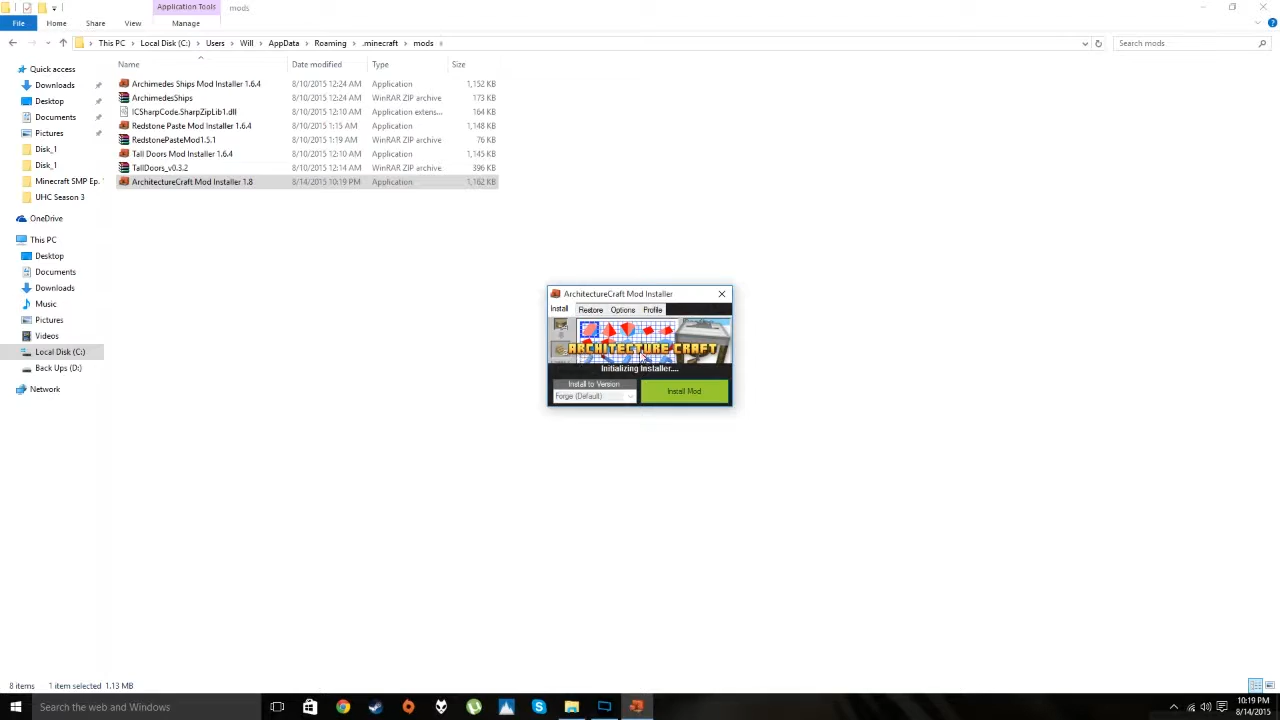 Application Tools
mods
File
Home
Share
View
Manage
This PC
Local Disk (C:)
Users
Will
AppData
Roaming
.minecraft
mods
Search mods
Name
Date modified
Type
Size
Archimedes Ships Mod Installer 1.6.4 8/10/2015 12:24 AM Application 1,152 KB
ArchimedesShips 8/10/2015 12:24 AM WinRAR ZIP archive 173 KB
ICSharpCode.SharpZipLib1.dll 8/10/2015 12:10 AM Application extens... 164 KB
Redstone Paste Mod Installer 1.6.4 8/10/2015 1:15 AM Application 1,148 KB
RedstonePasteMod1.5.1 8/10/2015 1:19 AM WinRAR ZIP archive 76 KB
Tall Doors Mod Installer 1.6.4 8/10/2015 12:10 AM Application 1,145 KB
TallDoors_v0.3.2 8/10/2015 12:14 AM WinRAR ZIP archive 396 KB
ArchitectureCraft Mod Installer 1.8 8/14/2015 10:19 PM Application 1,162 KB
Quick access
Downloads
Desktop
Documents
Pictures
Disk_1
Disk_1
Minecraft SMP Ep.
UHC Season 3
OneDrive
This PC
Desktop
Documents
Downloads
Music
Pictures
Videos
Local Disk (C:)
Back Ups (D:)
Network
ArchitectureCraft Mod Installer
Install
Restore
Options
Profile
ARCHITECTURE CRAFT
Initializing Installer....
Install to Version
Forge (Default)
Install Mod
8 items
1 item selected 1.13 MB
Search the web and Windows
10:19 PM
8/14/2015